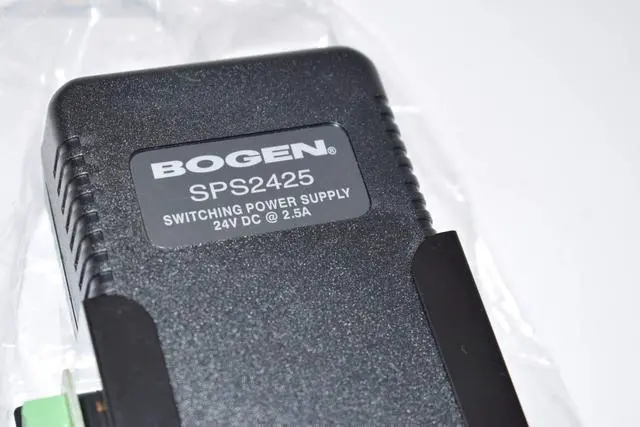 BOGEN®
SPS2425
SWITCHING POWER SUPPLY
24V DC @ 2.5A